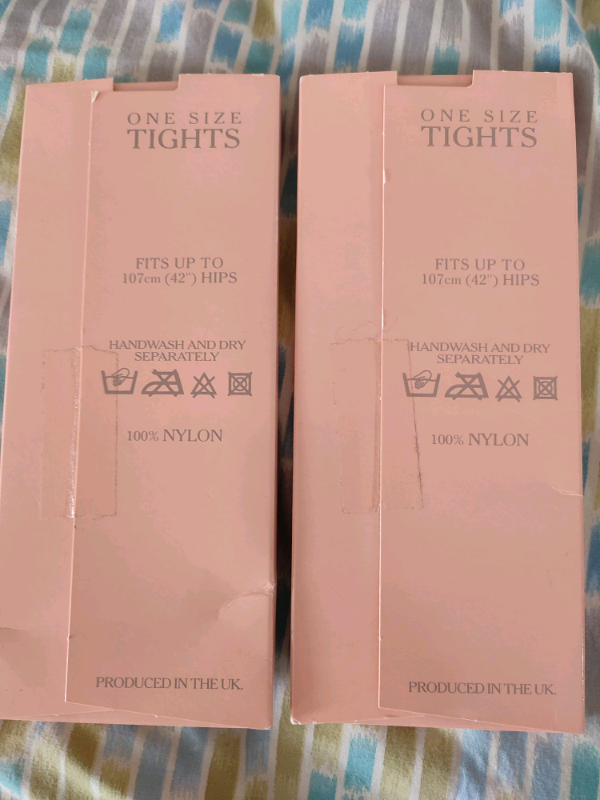 ONE SIZE
TIGHTS
FITS UP TO
107cm (42") HIPS
HANDWASH AND DRY
SEPARATELY
100% NYLON
PRODUCED IN THE UK.
ONE SIZE
TIGHTS
FITS UP TO
107cm (42") HIPS
HANDWASH AND DRY
SEPARATELY
100% NYLON
PRODUCED IN THE UK.